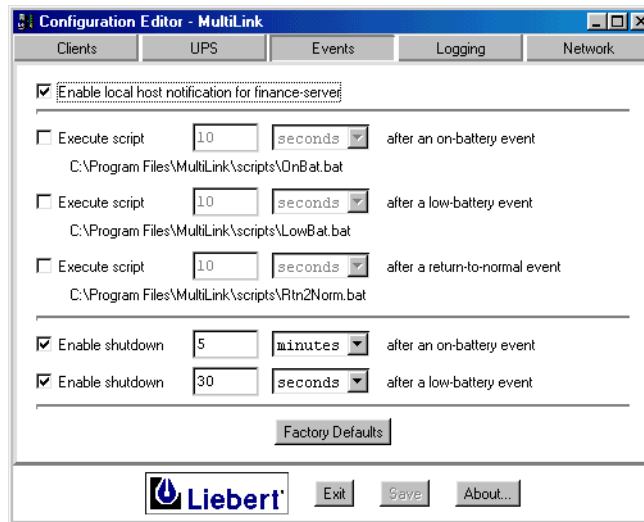 Configuration Editor - MultiLink
Clients UPS Events Logging Network
Enable local host notification for finance-server
Execute script 10 seconds after an on-battery event
C:\Program Files\MultiLink\scripts\OnBat.bat
Execute script 10 seconds after a low-battery event
C:\Program Files\MultiLink\scripts\LowBat.bat
Execute script 10 seconds after a return-to-normal event
C:\Program Files\MultiLink\scripts\Rtn2Norm.bat
Enable shutdown 5 minutes after an on-battery event
Enable shutdown 30 seconds after a low-battery event
Factory Defaults
Liebert Exit Save About...